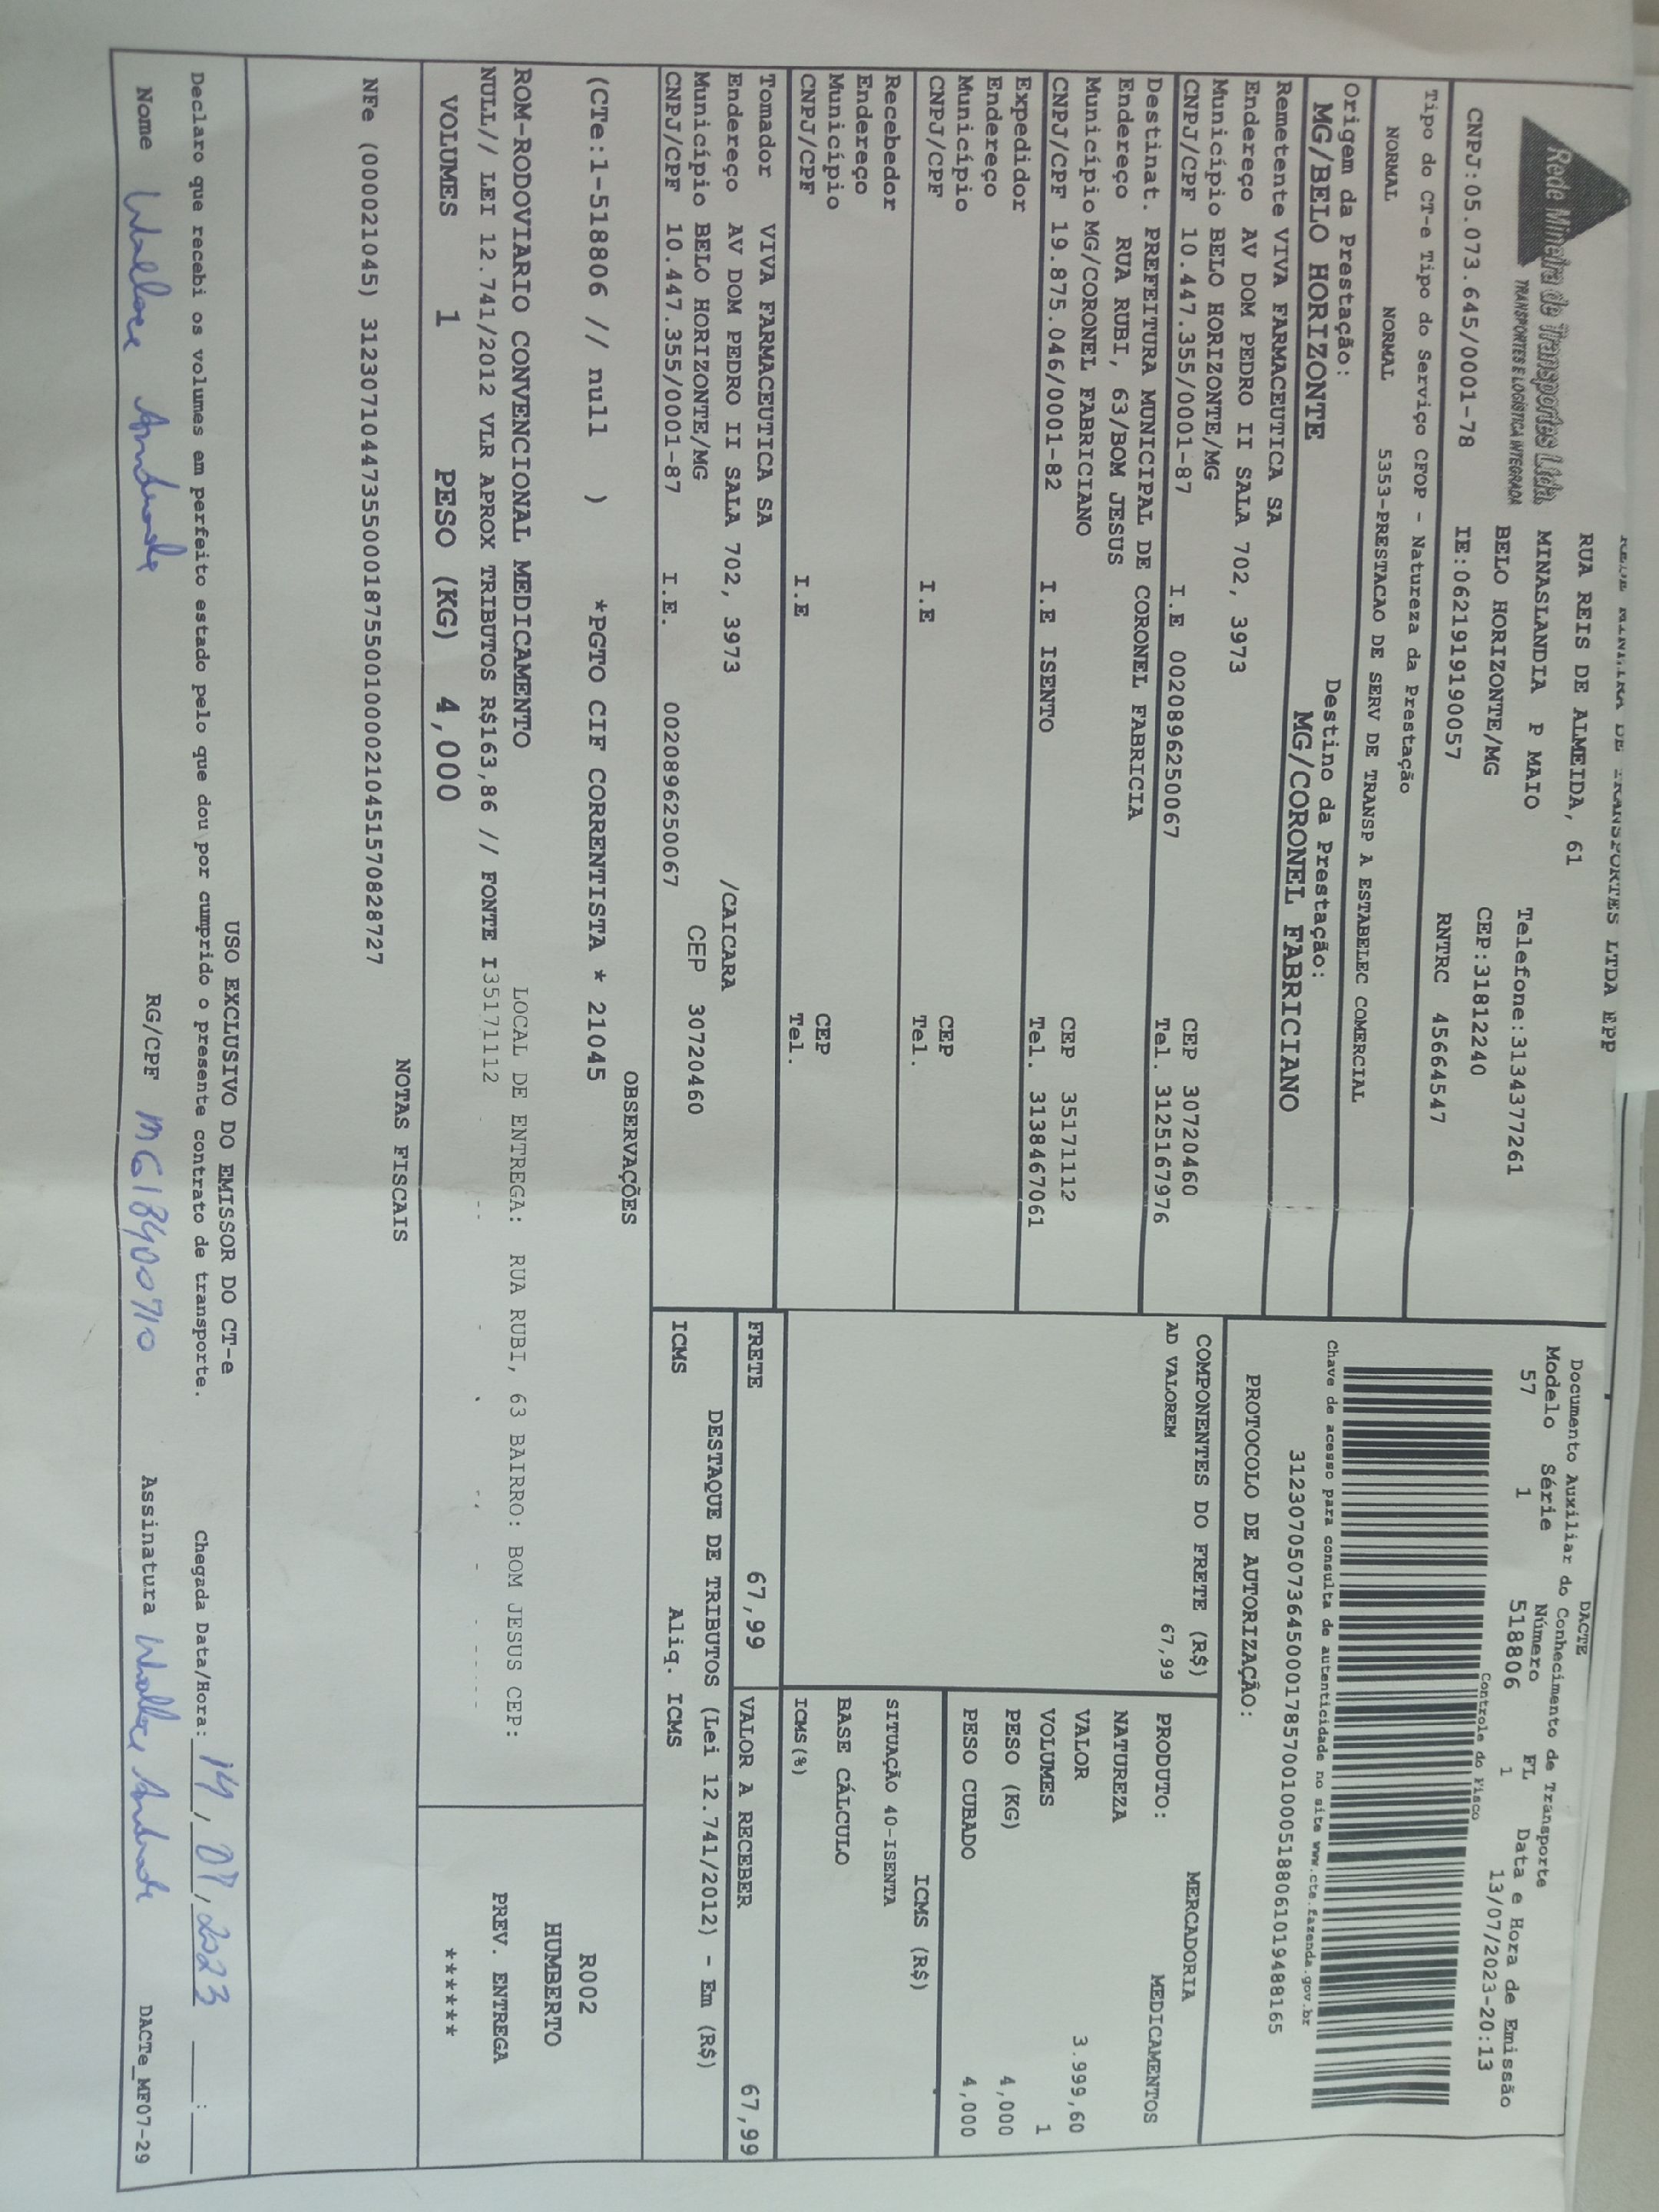 Rede Mineira de Transportes Ltda.
TRANSPORTES E LOGÍSTICA INTEGRADA
REDE MINEIRA DE TRANSPORTES LTDA EPP
RUA REIS DE ALMEIDA, 61
MINASLANDIA P MAIO Telefone:3134377261
BELO HORIZONTE/MG CEP:31812240
CNPJ:05.073.645/0001-78 IE:0621919190057 RNTRC 45664547
Tipo do CT-e Tipo do Serviço CFOP - Natureza da Prestação
NORMAL NORMAL 5353-PRESTACAO DE SERV DE TRANSP A ESTABELEC COMERCIAL
Origem da Prestação: Destino da Prestação:
MG/BELO HORIZONTE MG/CORONEL FABRICIANO
Remetente VIVA FARMACEUTICA SA
Endereço AV DOM PEDRO II SALA 702, 3973
Município BELO HORIZONTE/MG CEP 30720460
CNPJ/CPF 10.447.355/0001-87 I.E 0020896250067 Tel. 3125167976
Destinat. PREFEITURA MUNICIPAL DE CORONEL FABRICIA
Endereço RUA RUBI, 63/BOM JESUS
Município MG/CORONEL FABRICIANO CEP 35171112
CNPJ/CPF 19.875.046/0001-82 I.E ISENTO Tel. 3138467061
Expedidor
Endereço
Município CEP
CNPJ/CPF I.E Tel.
Recebedor
Endereço
Município CEP
CNPJ/CPF I.E Tel.
Tomador VIVA FARMACEUTICA SA
Endereço AV DOM PEDRO II SALA 702, 3973 /CAICARA
Município BELO HORIZONTE/MG CEP 30720460
CNPJ/CPF 10.447.355/0001-87 I.E. 0020896250067
DACTE
Documento Auxiliar do Conhecimento de Transporte
Modelo Série Número FL Data e Hora de Emissão
57 1 518806 1 13/07/2023-20:13
Controle do Fisco
Chave de acesso para consulta de autenticidade no site www.cte.fazenda.gov.br
31230705073645000178570010005188061019488165
PROTOCOLO DE AUTORIZAÇÃO:
COMPONENTES DO FRETE (R$)
AD VALOREM 67,99
MERCADORIA
PRODUTO: MEDICAMENTOS
NATUREZA
VALOR 3.999,60
VOLUMES 1
PESO (KG) 4,000
PESO CUBADO 4,000
ICMS (R$)
SITUAÇÃO 40-ISENTA
BASE CÁLCULO
ICMS(%)
FRETE 67,99 VALOR A RECEBER 67,99
DESTAQUE DE TRIBUTOS (Lei 12.741/2012) - Em (R$)
ICMS Aliq. ICMS
OBSERVAÇÕES
(CTe:1-518806 // null ) *PGTO CIF CORRENTISTA * 21045
ROM-RODOVIARIO CONVENCIONAL MEDICAMENTO LOCAL DE ENTREGA: RUA RUBI, 63 BAIRRO: BOM JESUS CEP:
NULL// LEI 12.741/2012 VLR APROX TRIBUTOS R$163,86 // FONTE I 35171112
R002
HUMBERTO
PREV. ENTREGA
*******
VOLUMES 1 PESO (KG) 4,000
NOTAS FISCAIS
NFe (000021045) 31230710447355000187550010000210451570828727
USO EXCLUSIVO DO EMISSOR DO CT-e
Declaro que recebi os volumes em perfeito estado pelo que dou por cumprido o presente contrato de transporte. Chegada Data/Hora: 14, 07, 2023 :
Nome Wallace Andrade RG/CPF MG18400710 Assinatura Wallace Andrade DACTe_MF07-29